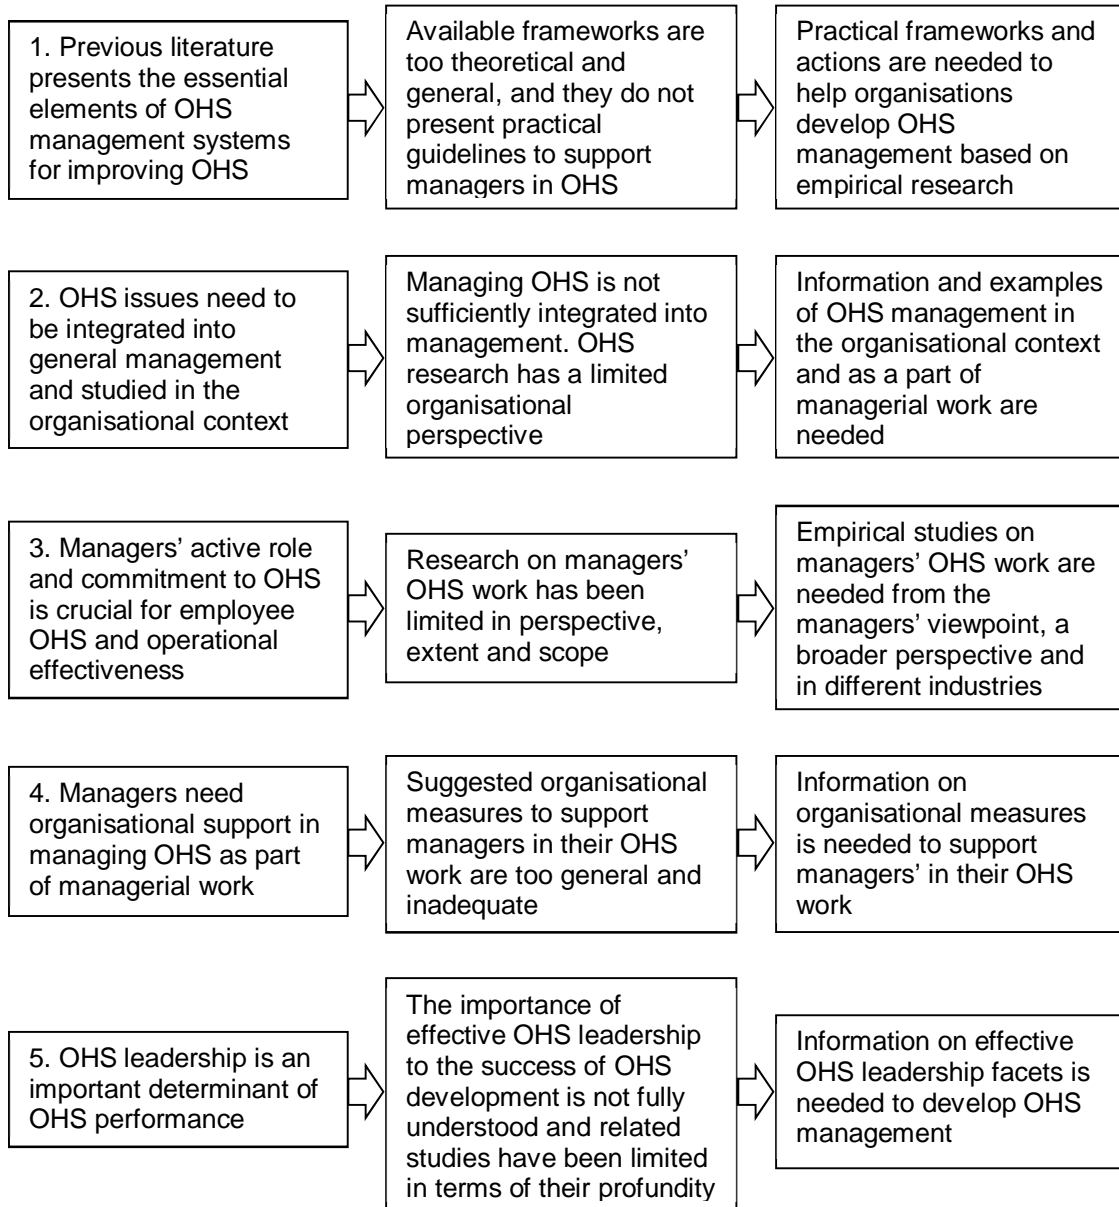 1. Previous literature
presents the essential
elements of OHS
management systems
for improving OHS
Available frameworks are
too theoretical and
general, and they do not
present practical
guidelines to support
managers in OHS
Practical frameworks and
actions are needed to
help organisations
develop OHS
management based on
empirical research
2. OHS issues need to
be integrated into
general management
and studied in the
organisational context
Managing OHS is not
sufficiently integrated into
management. OHS
research has a limited
organisational
perspective
Information and examples
of OHS management in
the organisational context
and as a part of
managerial work are
needed
3. Managers’ active role
and commitment to OHS
is crucial for employee
OHS and operational
effectiveness
Research on managers’
OHS work has been
limited in perspective,
extent and scope
Empirical studies on
managers’ OHS work are
needed from the
managers’ viewpoint, a
broader perspective and
in different industries
4. Managers need
organisational support in
managing OHS as part
of managerial work
Suggested organisational
measures to support
managers in their OHS
work are too general and
inadequate
Information on
organisational measures
is needed to support
managers’ in their OHS
work
5. OHS leadership is an
important determinant of
OHS performance
The importance of
effective OHS leadership
to the success of OHS
development is not fully
understood and related
studies have been limited
in terms of their profundity
Information on effective
OHS leadership facets is
needed to develop OHS
management